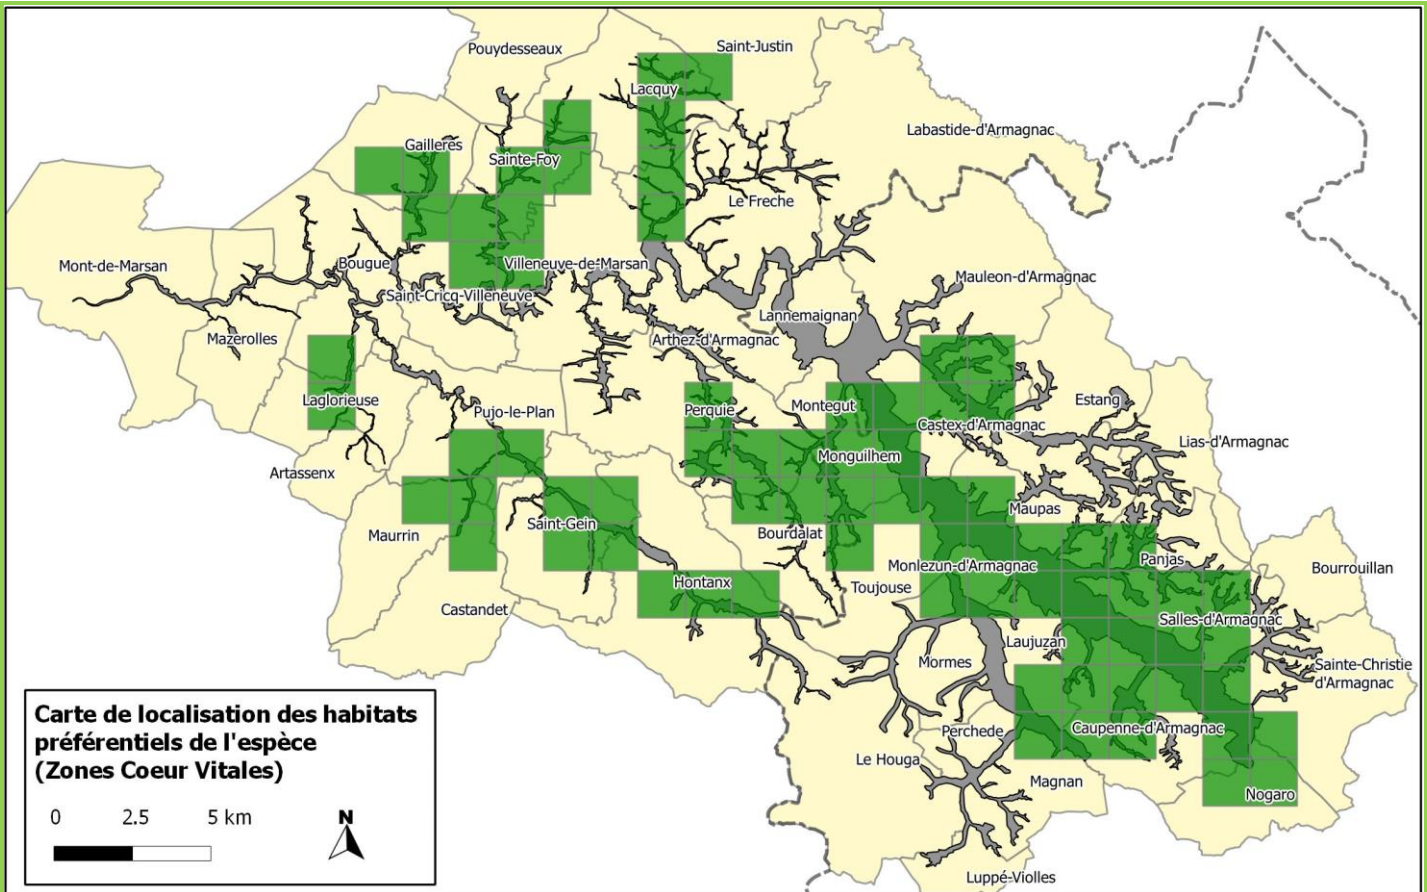 Pouydesseaux
Saint-Justin
Lacquy
Labastide-d'Armagnac
Gailleres
Sainte-Foy
Le Freche
Mont-de-Marsan
Bougue
Villeneuve-de-Marsan
Mauleon-d'Armagnac
Saint-Cricq-Villeneuve
Lannemaignan
Mazerolles
Arthez-d'Armagnac
Laglorieuse
Pujo-le-Plan
Perquie
Montegut
Estang
Castex-d'Armagnac
Lias-d'Armagnac
Monguilhem
Artassenx
Maupas
Saint-Gein
Maurrin
Bourdalat
Panjas
Monlezun-d'Armagnac
Bourrouillan
Hontanx
Toujouse
Castandet
Salles-d'Armagnac
Laujuzan
Mormes
Sainte-Christie
d'Armagnac
Perchede
Caupenne-d'Armagnac
Le Houga
Magnan
Nogaro
Luppé-Violles
Carte de localisation des habitats
préférentiels de l'espèce
(Zones Coeur Vitales)
0 2.5 5 km
N